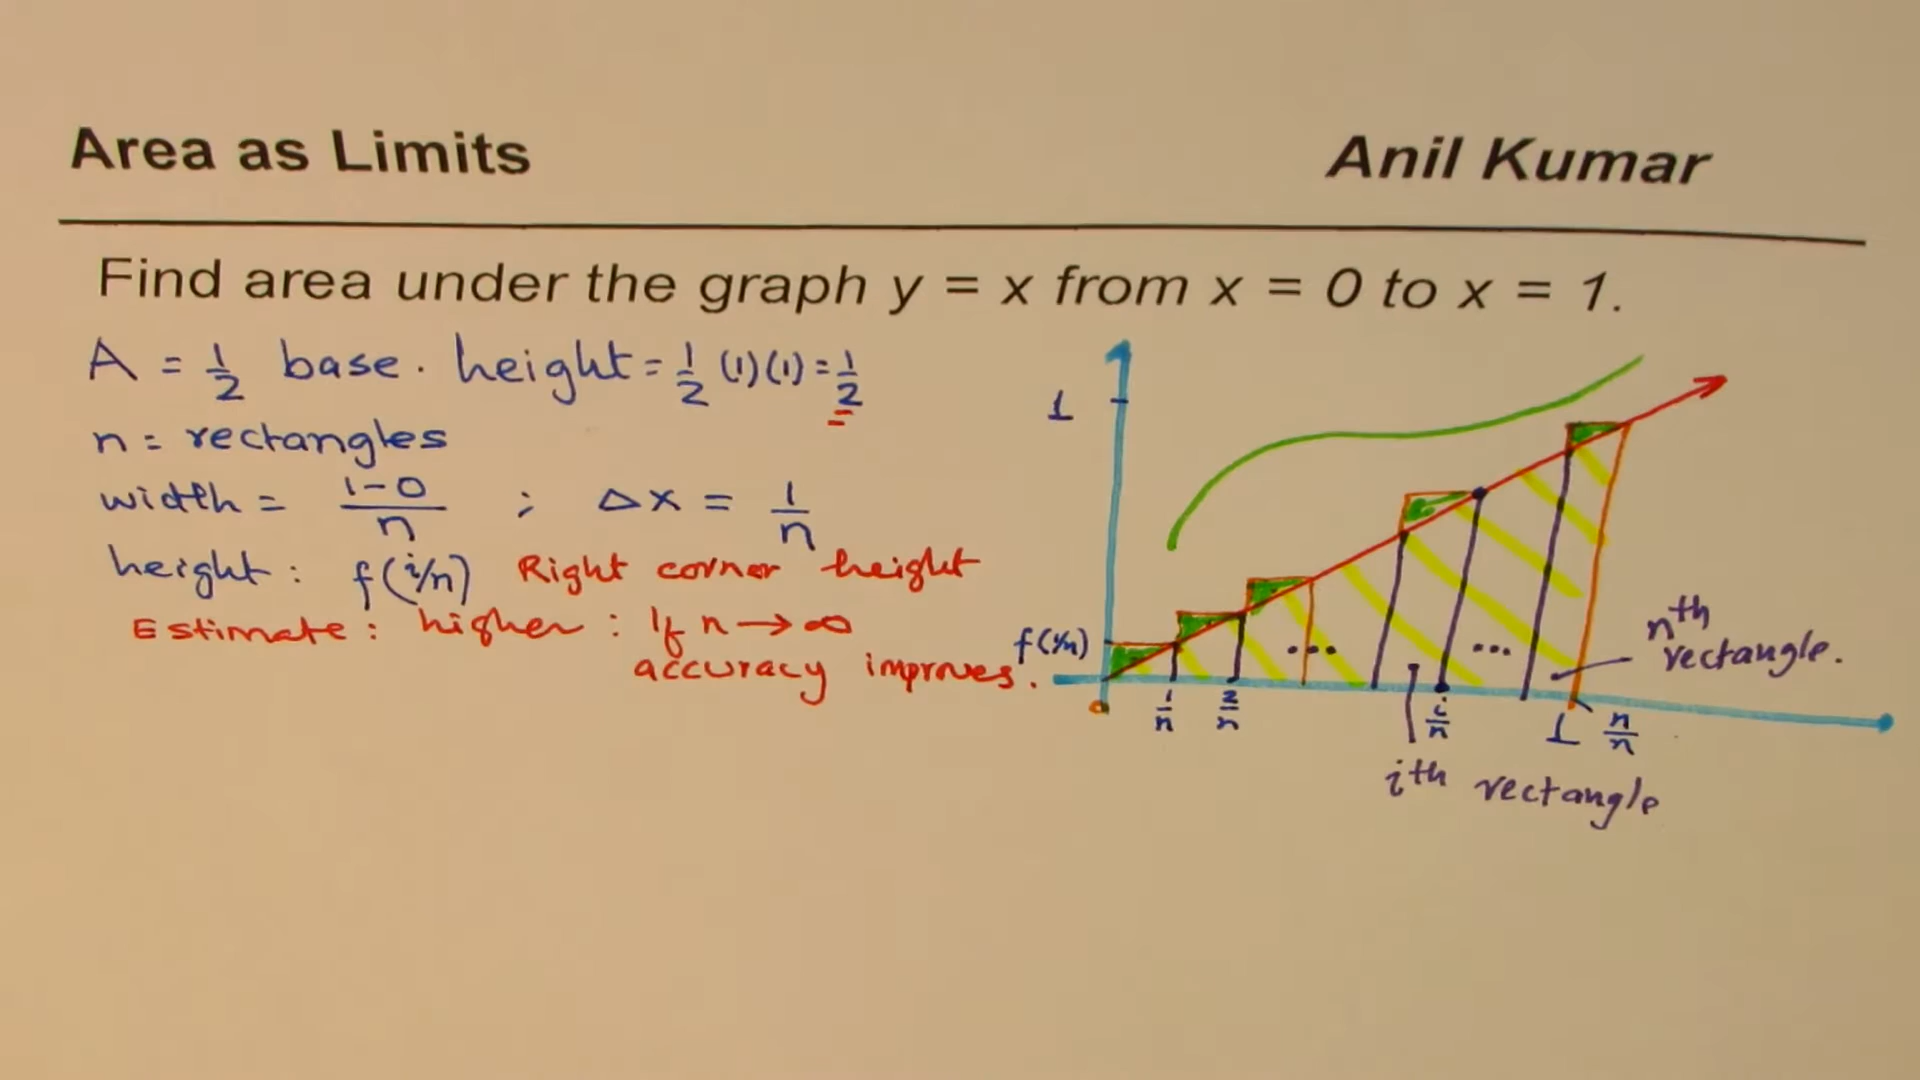 Area as Limits
Anil Kumar
Find area under the graph y = x from x = 0 to x = 1.
A = 1/2 base · height = 1/2 (1)(1) = 1/2
n = rectangles
width = 1-0/n ; Δx = 1/n
height : f(i/n) Right corner height
Estimate : higher : If n → ∞
accuracy improves.
1
f(1/n)
0
1/n
2/n
...
i/n
...
1
n/n
nth
rectangle.
ith rectangle